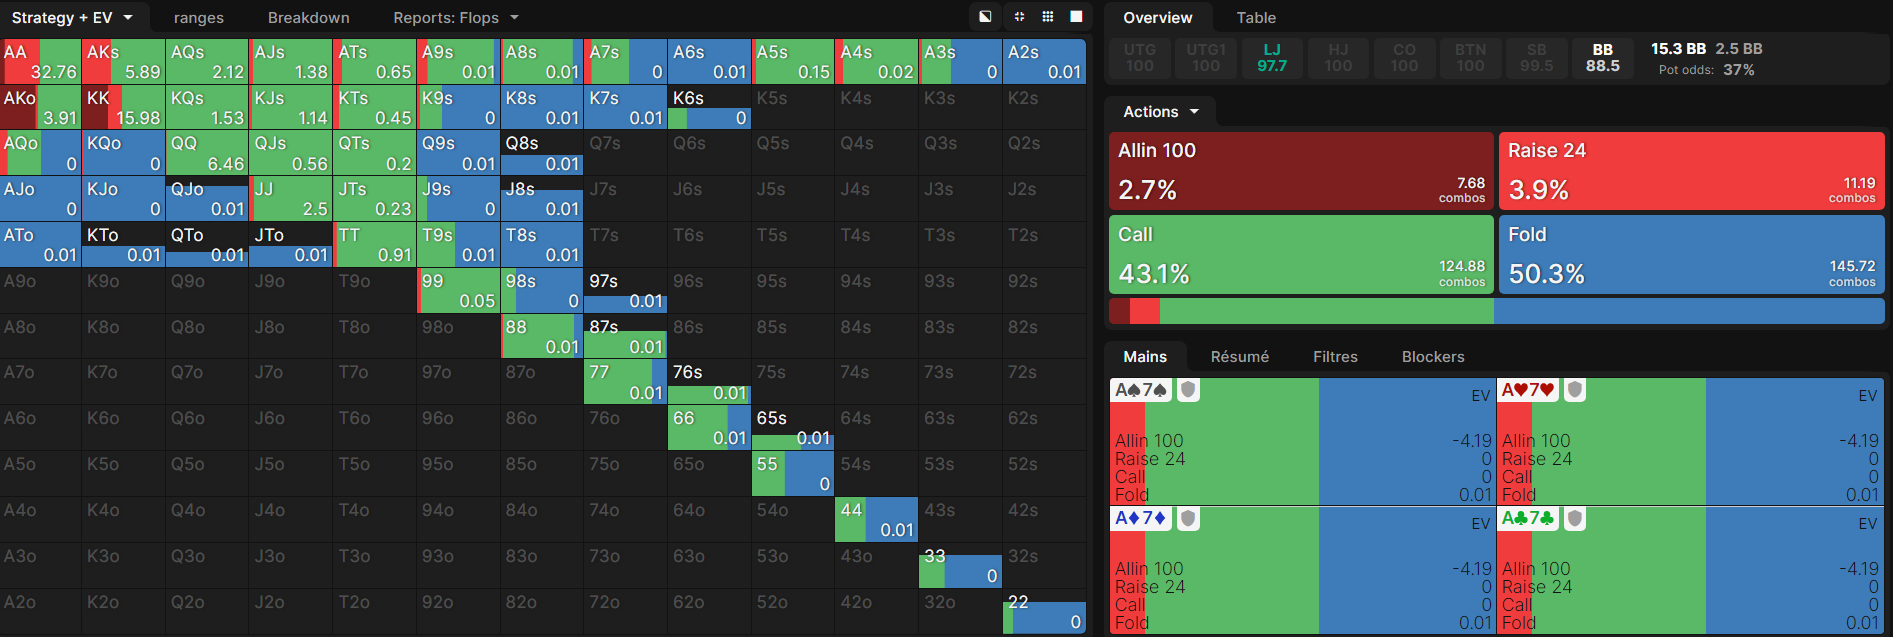 Strategy + EV ranges Breakdown Reports: Flops
AA 32.76 AKs 5.89 AQs 2.12 AJs 1.38 ATs 0.65 A9s 0.01 A8s 0.01 A7s 0 A6s 0.01 A5s 0.15 A4s 0.02 A3s 0 A2s 0.01
AKo 3.91 KK 15.98 KQs 1.53 KJs 1.14 KTs 0.45 K9s 0 K8s 0.01 K7s 0.01 K6s 0 K5s K4s K3s K2s
AQo 0 KQo 0 QQ 6.46 QJs 0.56 QTs 0.2 Q9s 0.01 Q8s 0.01 Q7s Q6s Q5s Q4s Q3s Q2s
AJo 0 KJo 0 QJo 0.01 JJ 2.5 JTs 0.23 J9s 0 J8s 0.01 J7s J6s J5s J4s J3s J2s
ATo 0.01 KTo 0.01 QTo 0.01 JTo 0.01 TT 0.91 T9s 0.01 T8s 0.01 T7s T6s T5s T4s T3s T2s
A9o K9o Q9o J9o T9o 99 0.05 98s 0 97s 0.01 96s 95s 94s 93s 92s
A8o K8o Q8o J8o T8o 98o 88 0.01 87s 0.01 86s 85s 84s 83s 82s
A7o K7o Q7o J7o T7o 97o 87o 77 0.01 76s 0.01 75s 74s 73s 72s
A6o K6o Q6o J6o T6o 96o 86o 76o 66 0.01 65s 0.01 64s 63s 62s
A5o K5o Q5o J5o T5o 95o 85o 75o 65o 55 0 54s 53s 52s
A4o K4o Q4o J4o T4o 94o 84o 74o 64o 54o 44 0.01 43s 42s
A3o K3o Q3o J3o T3o 93o 83o 73o 63o 53o 43o 33 0 32s
A2o K2o Q2o J2o T2o 92o 82o 72o 62o 52o 42o 32o 22 0
Overview Table
UTG UTG1 LJ HJ CO BTN SB BB 15.3 BB 2.5 BB
100 100 97.7 100 100 100 99.5 88.5 Pot odds: 37%
Actions
Allin 100 Raise 24
2.7% 7.68 combos 3.9% 11.19 combos
Call Fold
43.1% 124.88 combos 50.3% 145.72 combos
Mains Résumé Filtres Blockers
A♠7♠ EV A♥7♥ EV
Allin 100 -4.19 Allin 100 -4.19
Raise 24 0 Raise 24 0
Call 0 Call 0
Fold 0.01 Fold 0.01
A♦7♦ EV A♣7♣ EV
Allin 100 -4.19 Allin 100 -4.19
Raise 24 0 Raise 24 0
Call 0 Call 0
Fold 0.01 Fold 0.01